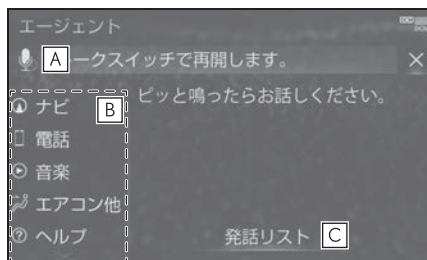 エージェント
A ークスイッチで再開します。
ピッと鳴ったらお話しください。
B
ナビ
電話
音楽
エアコン他
ヘルプ
発話リスト C